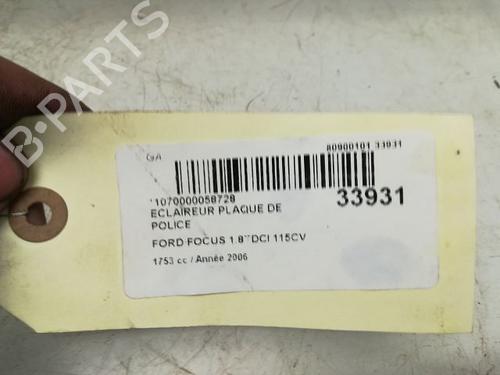 B-PARTS
GA
80900101 33931
*1070000058728
33931
ECLAIREUR PLAQUE DE
POLICE
FORD FOCUS 1.8``DCI 115CV
1753 cc / Année 2006